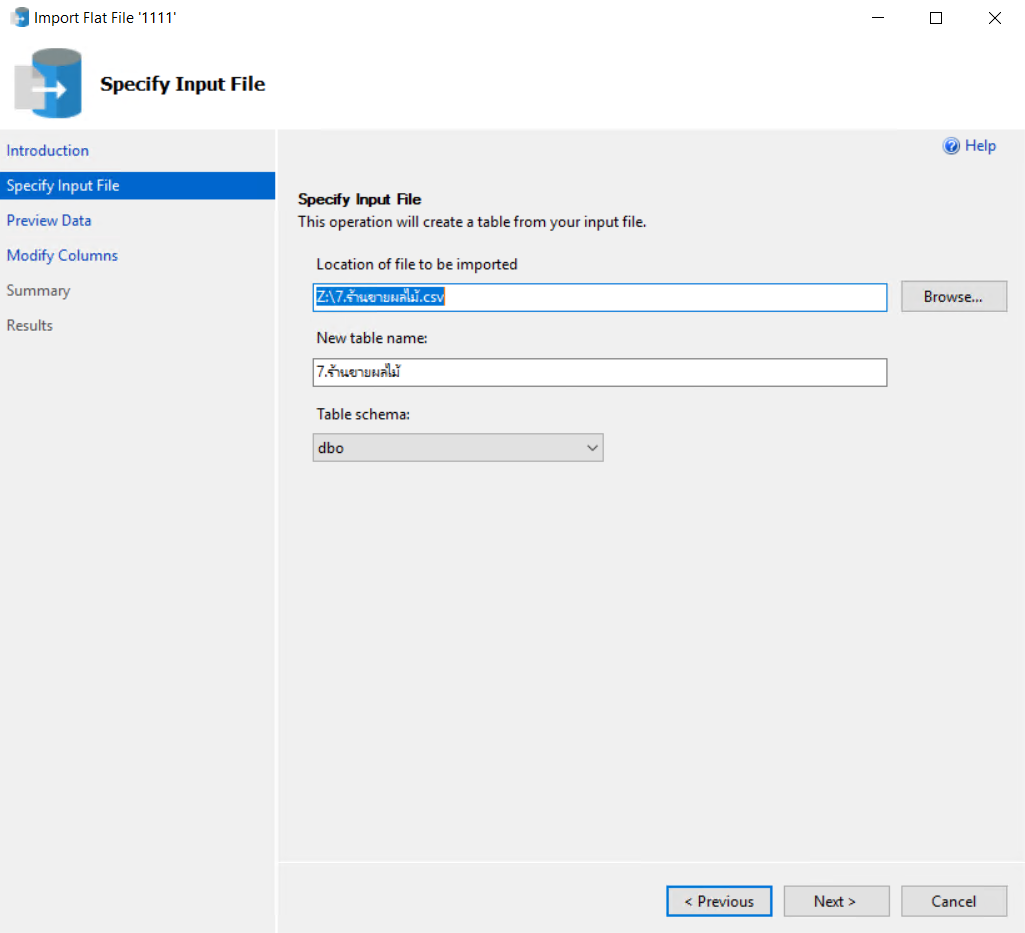 Import Flat File '1111'
Specify Input File
Introduction
Specify Input File
Preview Data
Modify Columns
Summary
Results
Help
Specify Input File
This operation will create a table from your input file.
Location of file to be imported
Z:\7.ร้านขายผลไม้.csv
Browse...
New table name:
7.ร้านขายผลไม้
Table schema:
dbo
< Previous
Next >
Cancel